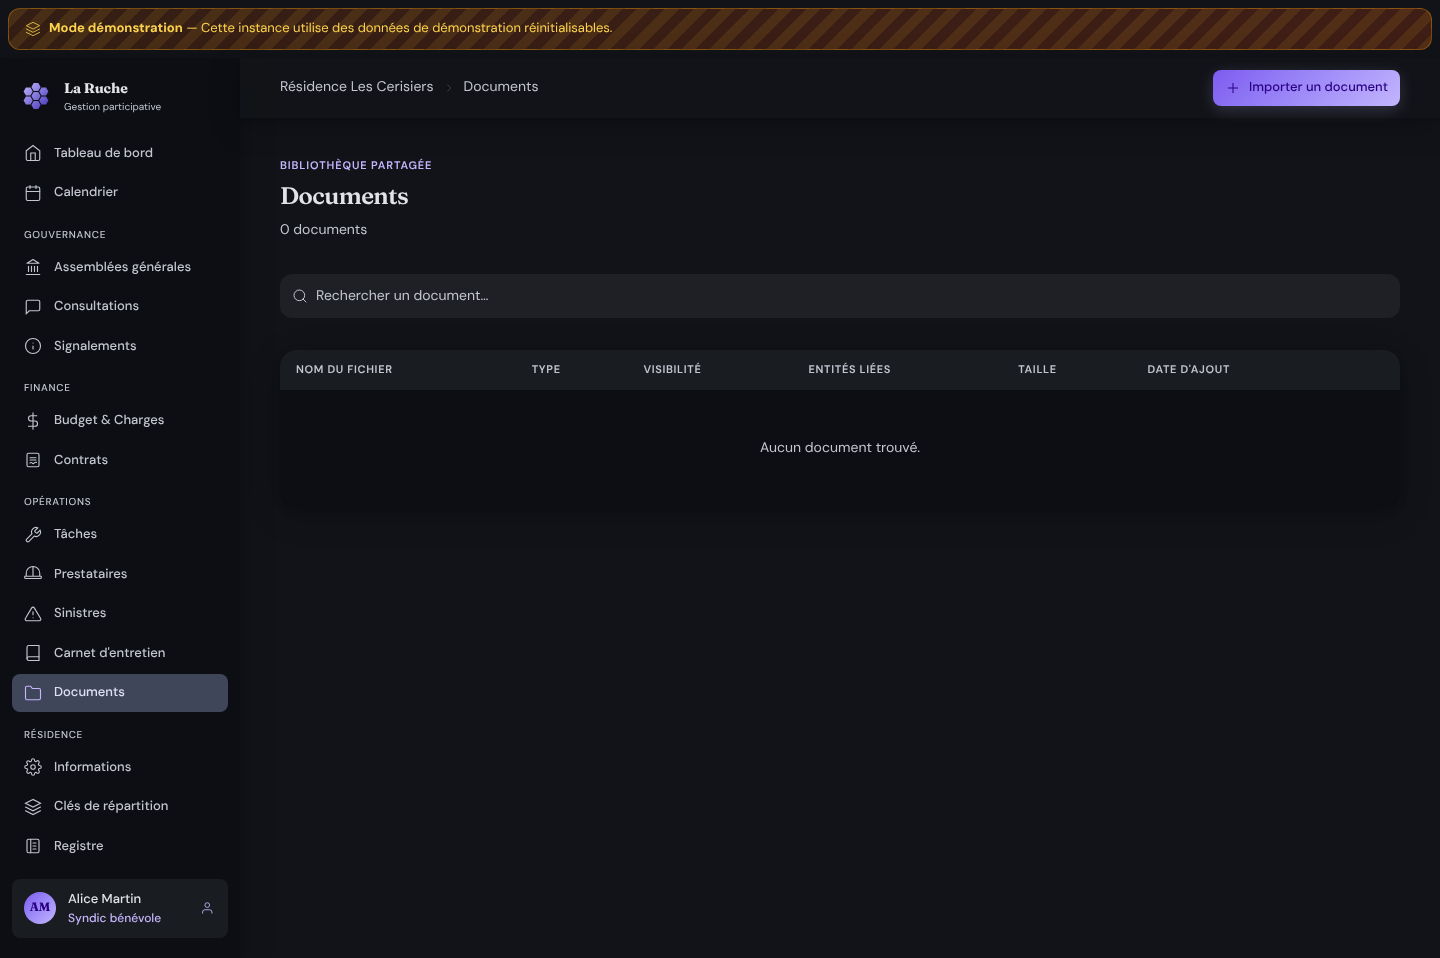 Mode démonstration — Cette instance utilise des données de démonstration réinitialisables.
La Ruche
Gestion participative
Tableau de bord
Calendrier
GOUVERNANCE
Assemblées générales
Consultations
Signalements
FINANCE
Budget & Charges
Contrats
OPÉRATIONS
Tâches
Prestataires
Sinistres
Carnet d'entretien
Documents
RÉSIDENCE
Informations
Clés de répartition
Registre
AM
Alice Martin
Syndic bénévole
Résidence Les Cerisiers > Documents
Importer un document
BIBLIOTHÈQUE PARTAGÉE
Documents
0 documents
Rechercher un document...
NOM DU FICHIER TYPE VISIBILITÉ ENTITÉS LIÉES TAILLE DATE D'AJOUT
Aucun document trouvé.